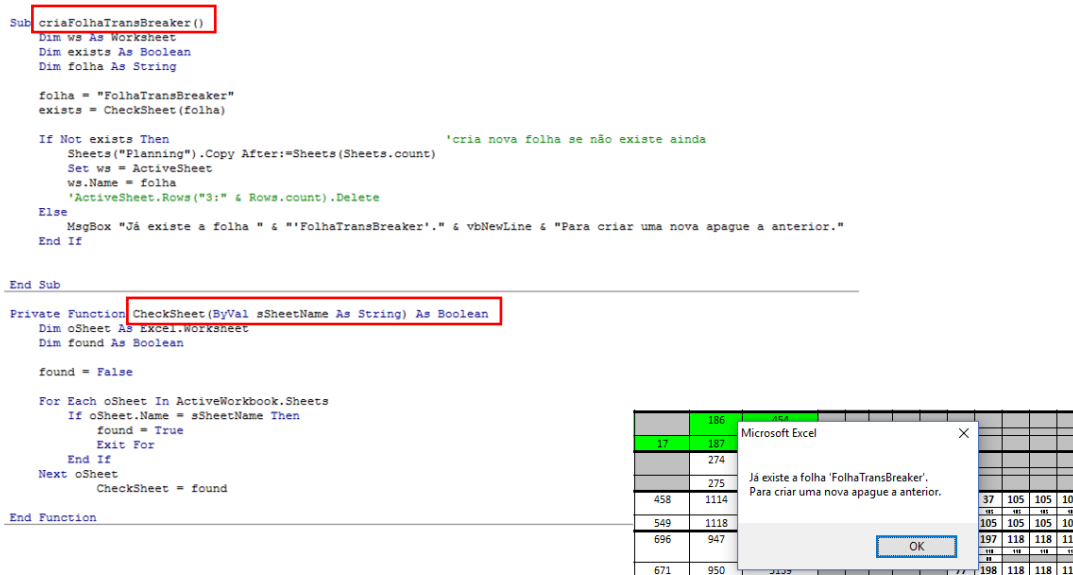 Sub criaFolhaTransBreaker()
Dim ws As Worksheet
Dim exists As Boolean
Dim folha As String
folha = "FolhaTransBreaker"
exists = CheckSheet(folha)
If Not exists Then 'cria nova folha se não existe ainda
Sheets("Planning").Copy After:=Sheets(Sheets.count)
Set ws = ActiveSheet
ws.Name = folha
'ActiveSheet.Rows("3:" & Rows.count).Delete
Else
MsgBox "Já existe a folha " & "'FolhaTransBreaker'." & vbNewLine & "Para criar uma nova apague a anterior."
End If
End Sub
Private Function CheckSheet(ByVal sSheetName As String) As Boolean
Dim oSheet As Excel.Worksheet
Dim found As Boolean
found = False
For Each oSheet In ActiveWorkbook.Sheets
If oSheet.Name = sSheetName Then
found = True
Exit For
End If
Next oSheet
CheckSheet = found
End Function
186 454
17 187
274
275
458 1114 37 105 105
549 1118 105 105 105
696 947 197 118 118
671 950 198 118 118
Microsoft Excel
Já existe a folha 'FolhaTransBreaker'.
Para criar uma nova apague a anterior.
OK